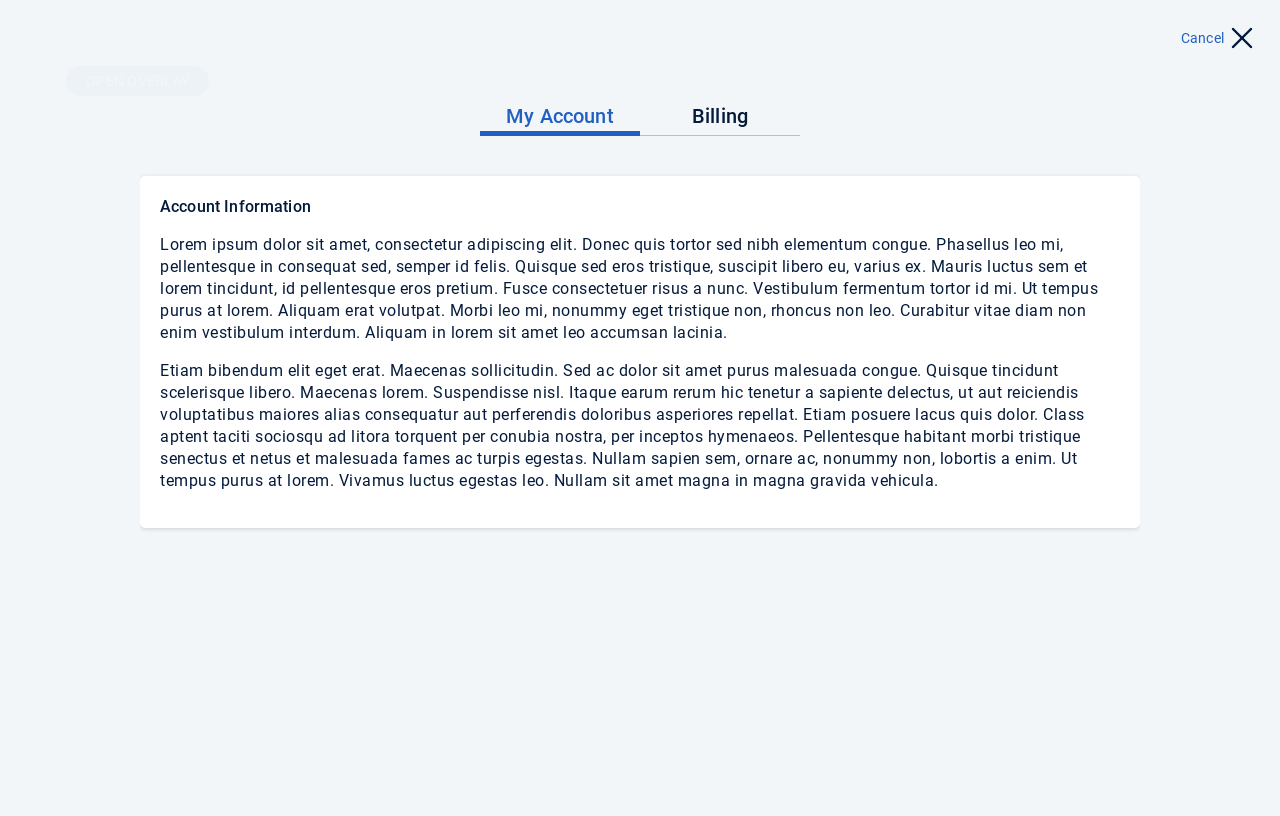 Cancel
OPEN OVERLAY
My Account
Billing
Account Information
Lorem ipsum dolor sit amet, consectetur adipiscing elit. Donec quis tortor sed nibh elementum congue. Phasellus leo mi,
pellentesque in consequat sed, semper id felis. Quisque sed eros tristique, suscipit libero eu, varius ex. Mauris luctus sem et
lorem tincidunt, id pellentesque eros pretium. Fusce consectetuer risus a nunc. Vestibulum fermentum tortor id mi. Ut tempus
purus at lorem. Aliquam erat volutpat. Morbi leo mi, nonummy eget tristique non, rhoncus non leo. Curabitur vitae diam non
enim vestibulum interdum. Aliquam in lorem sit amet leo accumsan lacinia.
Etiam bibendum elit eget erat. Maecenas sollicitudin. Sed ac dolor sit amet purus malesuada congue. Quisque tincidunt
scelerisque libero. Maecenas lorem. Suspendisse nisl. Itaque earum rerum hic tenetur a sapiente delectus, ut aut reiciendis
voluptatibus maiores alias consequatur aut perferendis doloribus asperiores repellat. Etiam posuere lacus quis dolor. Class
aptent taciti sociosqu ad litora torquent per conubia nostra, per inceptos hymenaeos. Pellentesque habitant morbi tristique
senectus et netus et malesuada fames ac turpis egestas. Nullam sapien sem, ornare ac, nonummy non, lobortis a enim. Ut
tempus purus at lorem. Vivamus luctus egestas leo. Nullam sit amet magna in magna gravida vehicula.